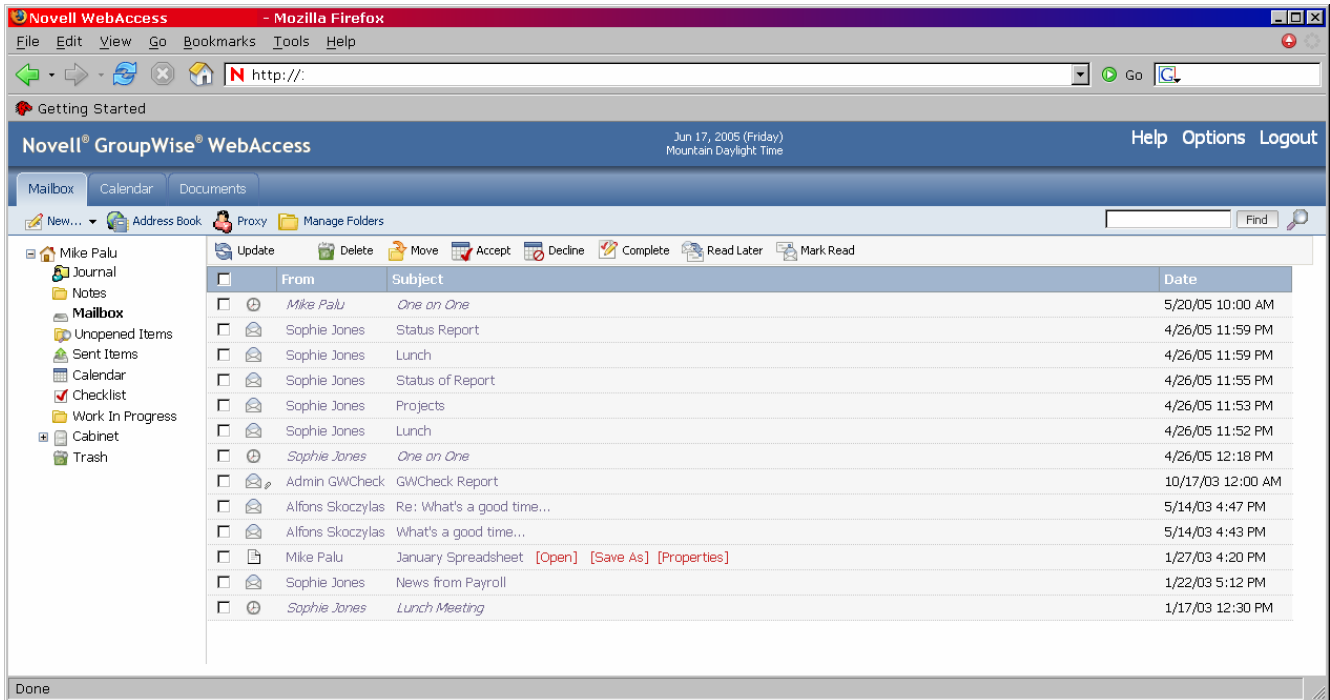 Novell WebAccess - Mozilla Firefox
File Edit View Go Bookmarks Tools Help
N http://: Go G
Getting Started
Novell® GroupWise® WebAccess
Jun 17, 2005 (Friday)
Mountain Daylight Time
Help Options Logout
Mailbox Calendar Documents
New... Address Book Proxy Manage Folders Find
Mike Palu
Journal
Notes
Mailbox
Unopened Items
Sent Items
Calendar
Checklist
Work In Progress
Cabinet
Trash
Update Delete Move Accept Decline Complete Read Later Mark Read
From Subject Date
Mike Palu One on One 5/20/05 10:00 AM
Sophie Jones Status Report 4/26/05 11:59 PM
Sophie Jones Lunch 4/26/05 11:59 PM
Sophie Jones Status of Report 4/26/05 11:55 PM
Sophie Jones Projects 4/26/05 11:53 PM
Sophie Jones Lunch 4/26/05 11:52 PM
Sophie Jones One on One 4/26/05 12:18 PM
Admin GWCheck GWCheck Report 10/17/03 12:00 AM
Alfons Skoczylas Re: What's a good time... 5/14/03 4:47 PM
Alfons Skoczylas What's a good time... 5/14/03 4:43 PM
Mike Palu January Spreadsheet [Open] [Save As] [Properties] 1/27/03 4:20 PM
Sophie Jones News from Payroll 1/22/03 5:12 PM
Sophie Jones Lunch Meeting 1/17/03 12:30 PM
Done